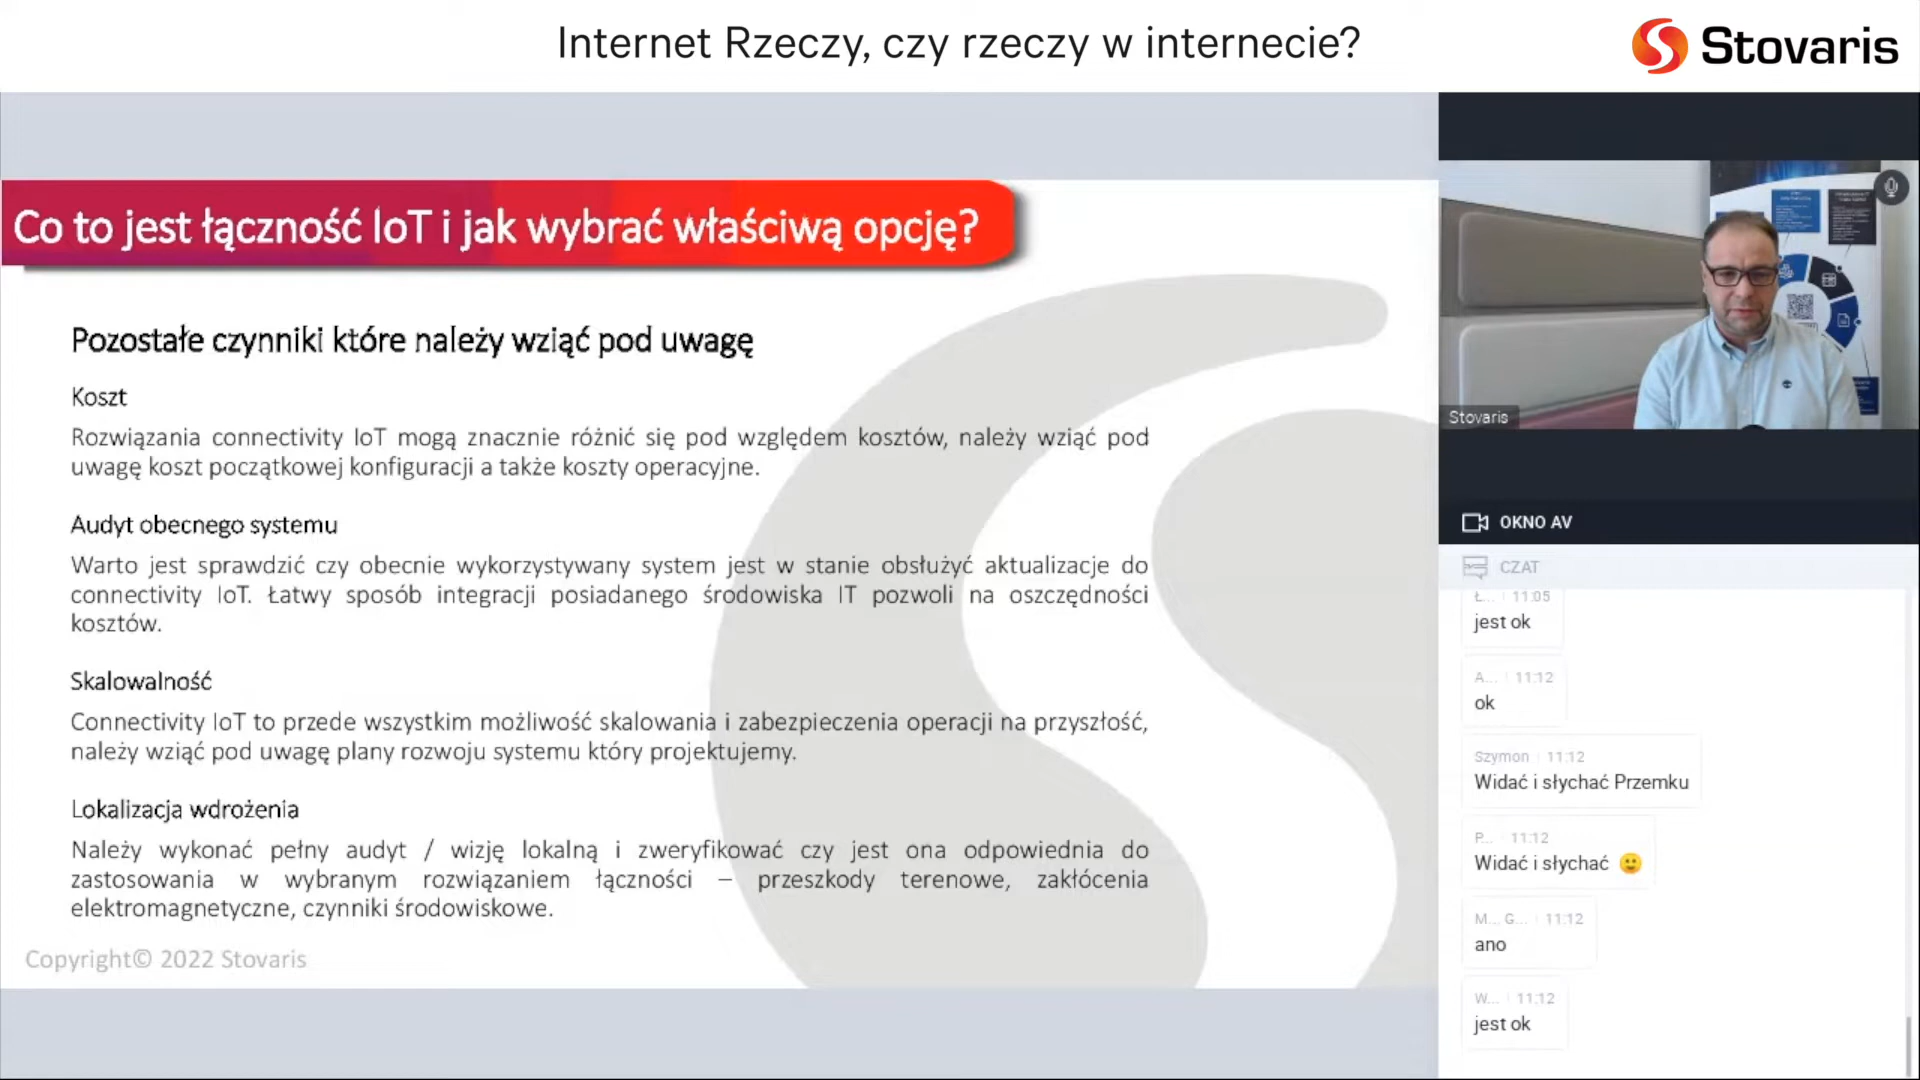 Internet Rzeczy, czy rzeczy w internecie?
Stovaris
Co to jest łączność IoT i jak wybrać właściwą opcję?
Pozostałe czynniki które należy wziąć pod uwagę
Koszt
Rozwiązania connectivity IoT mogą znacznie różnić się pod względem kosztów, należy wziąć pod
uwagę koszt początkowej konfiguracji a także koszty operacyjne.
Audyt obecnego systemu
Warto jest sprawdzić czy obecnie wykorzystywany system jest w stanie obsłużyć aktualizacje do
connectivity IoT. Łatwy sposób integracji posiadanego środowiska IT pozwoli na oszczędności
kosztów.
Skalowalność
Connectivity IoT to przede wszystkim możliwość skalowania i zabezpieczenia operacji na przyszłość,
należy wziąć pod uwagę plany rozwoju systemu który projektujemy.
Lokalizacja wdrożenia
Należy wykonać pełny audyt / wizję lokalną i zweryfikować czy jest ona odpowiednia do
zastosowania w wybranym rozwiązaniem łączności – przeszkody terenowe, zakłócenia
elektromagnetyczne, czynniki środowiskowe.
Copyright© 2022 Stovaris
Stovaris
OKNO AV
CZAT
Ł... 11:05
jest ok
A... 11:12
ok
Szymon 11:12
Widać i słychać Przemku
P... 11:12
Widać i słychać 🙂
M... G... 11:12
ano
W... 11:12
jest ok